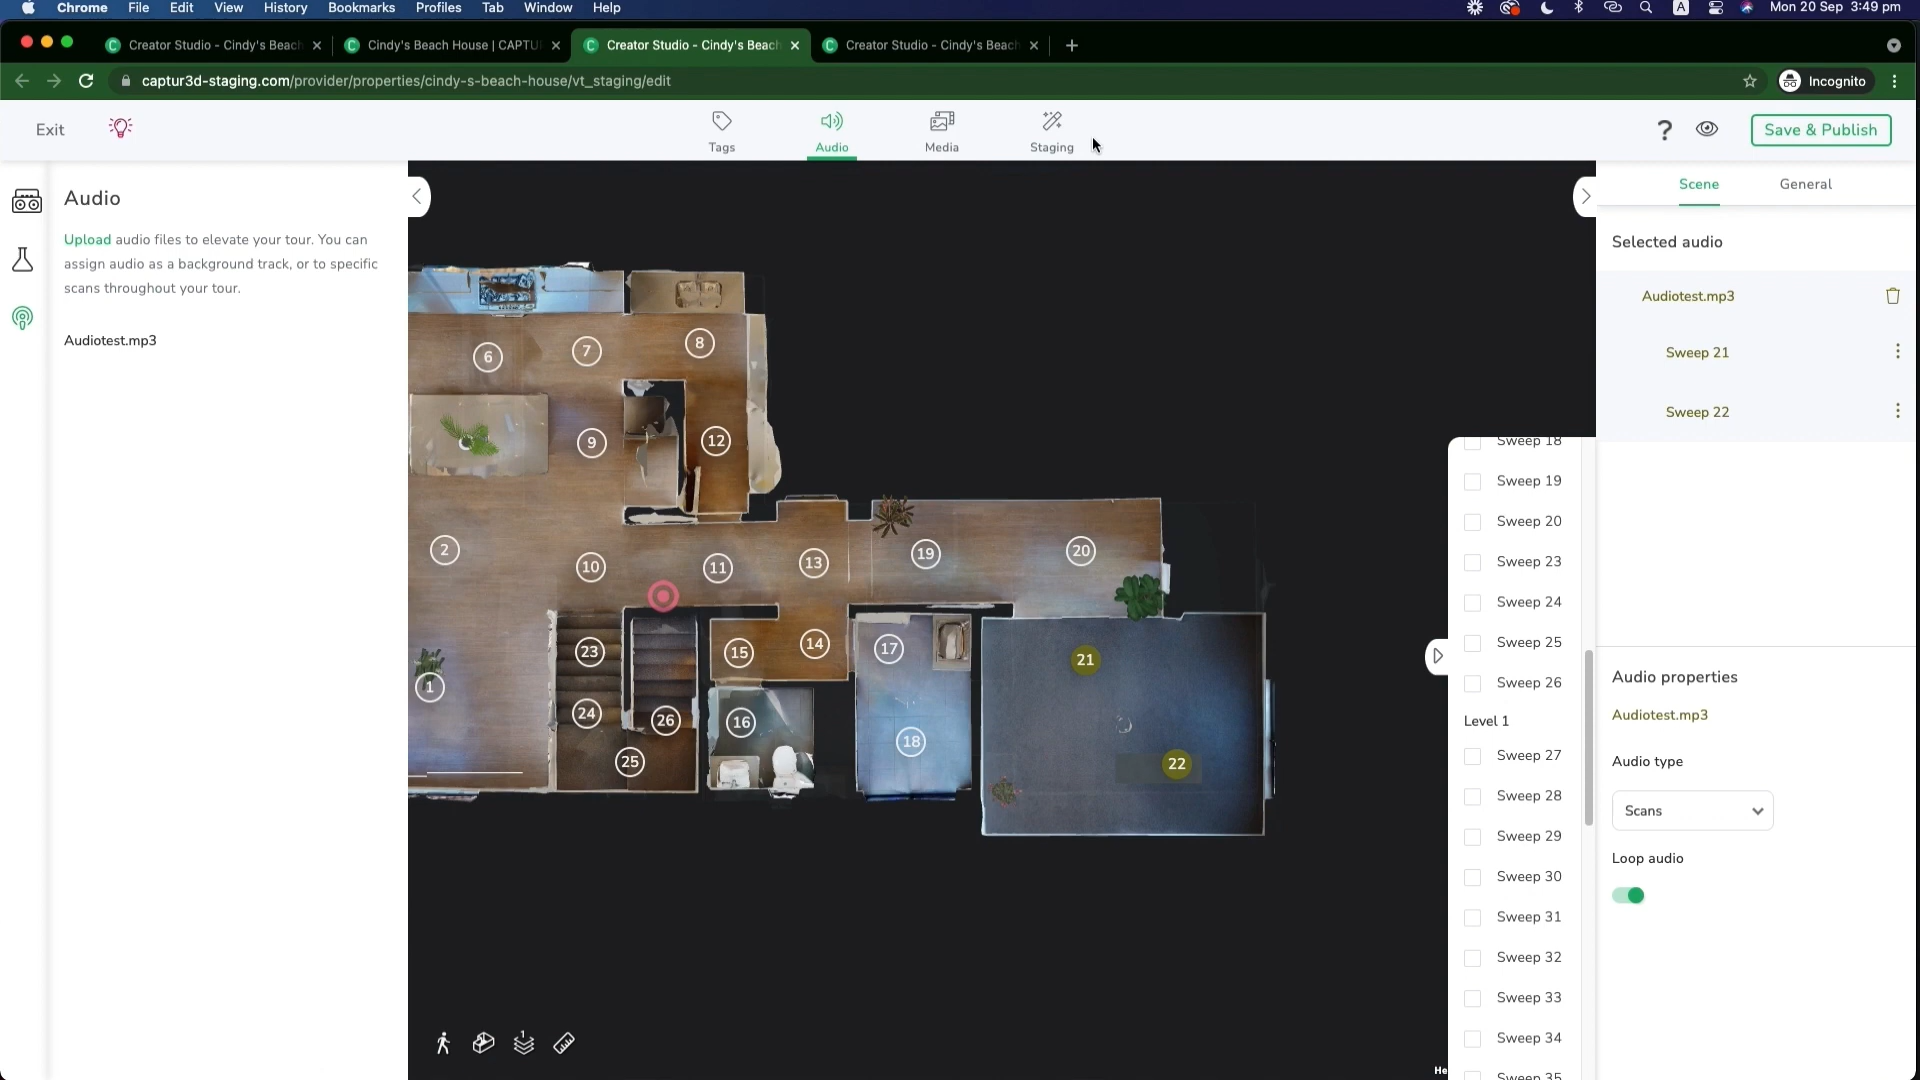 Chrome File Edit View History Bookmarks Profiles Tab Window Help
A
Mon 20 Sep 3:49 pm
Creator Studio - Cindy's Beach
Cindy's Beach House | CAPTU
Creator Studio - Cindy's Beach
Creator Studio - Cindy's Beach
captur3d-staging.com/provider/properties/cindy-s-beach-house/vt_staging/edit
Incognito
Exit
Tags
Audio
Media
Staging
?
Save & Publish
Audio
Upload audio files to elevate your tour. You can
assign audio as a background track, or to specific
scans throughout your tour.
Audiotest.mp3
6
7
8
9
12
2
10
11
13
19
20
23
15
14
17
21
1
24
26
16
18
22
25
1
Sweep 18
Sweep 19
Sweep 20
Sweep 23
Sweep 24
Sweep 25
Sweep 26
Level 1
Sweep 27
Sweep 28
Sweep 29
Sweep 30
Sweep 31
Sweep 32
Sweep 33
Sweep 34
Sweep 35
He
Scene
General
Selected audio
Audiotest.mp3
Sweep 21
Sweep 22
Audio properties
Audiotest.mp3
Audio type
Scans
Loop audio